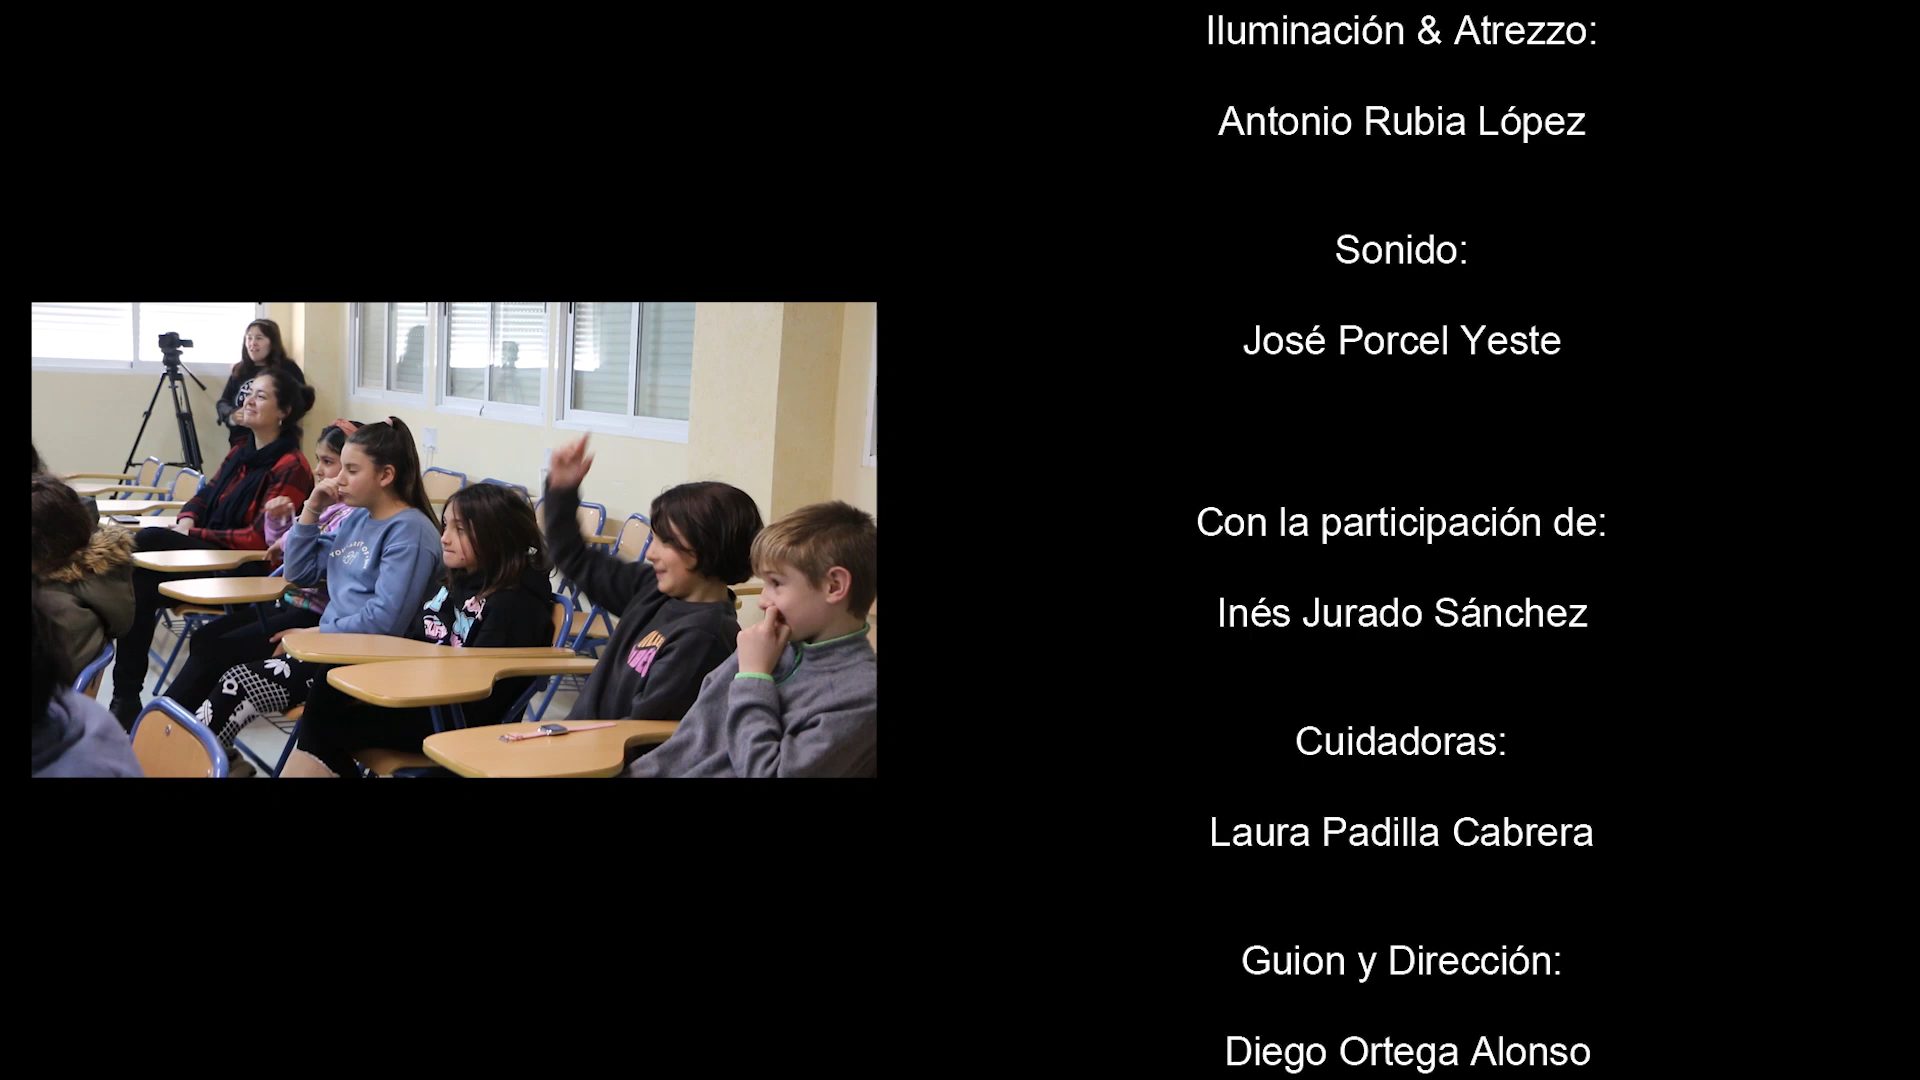 Iluminación & Atrezzo:
Antonio Rubia López
Sonido:
José Porcel Yeste
Con la participación de:
Inés Jurado Sánchez
Cuidadoras:
Laura Padilla Cabrera
Guion y Dirección:
Diego Ortega Alonso